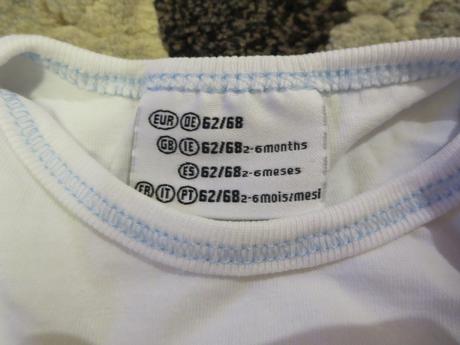 EUR DE 62/68
GB IE 62/68 2-6 months
ES 62/68 2-6 meses
FR IT PT 62/68 2-6 mois/mesi